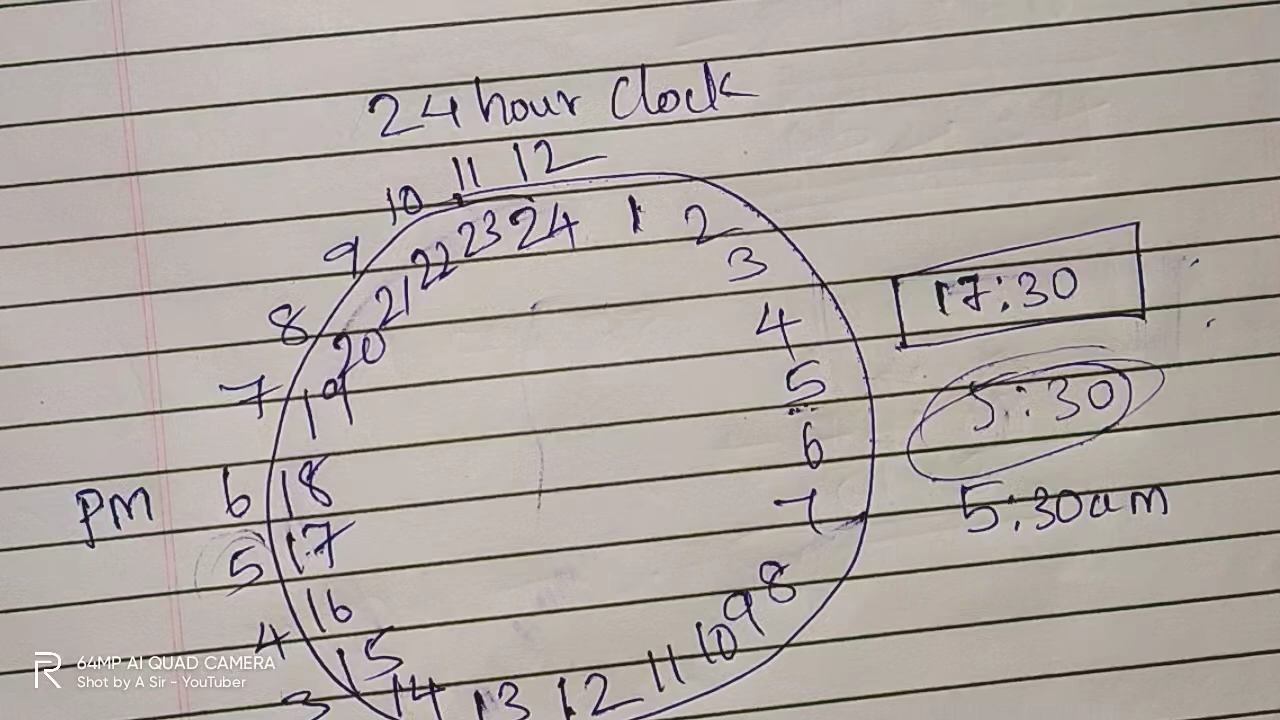 24 hour Clock
10 11 12
9 22 23 24 1 2
8 21 3
20 4
7 19 5
6
PM 6 18 7
5 17
4 16 8
3 15 9
14 13 12 11 10
17:30
5:30
5:30am
64MP AI QUAD CAMERA
Shot by A Sir - YouTuber